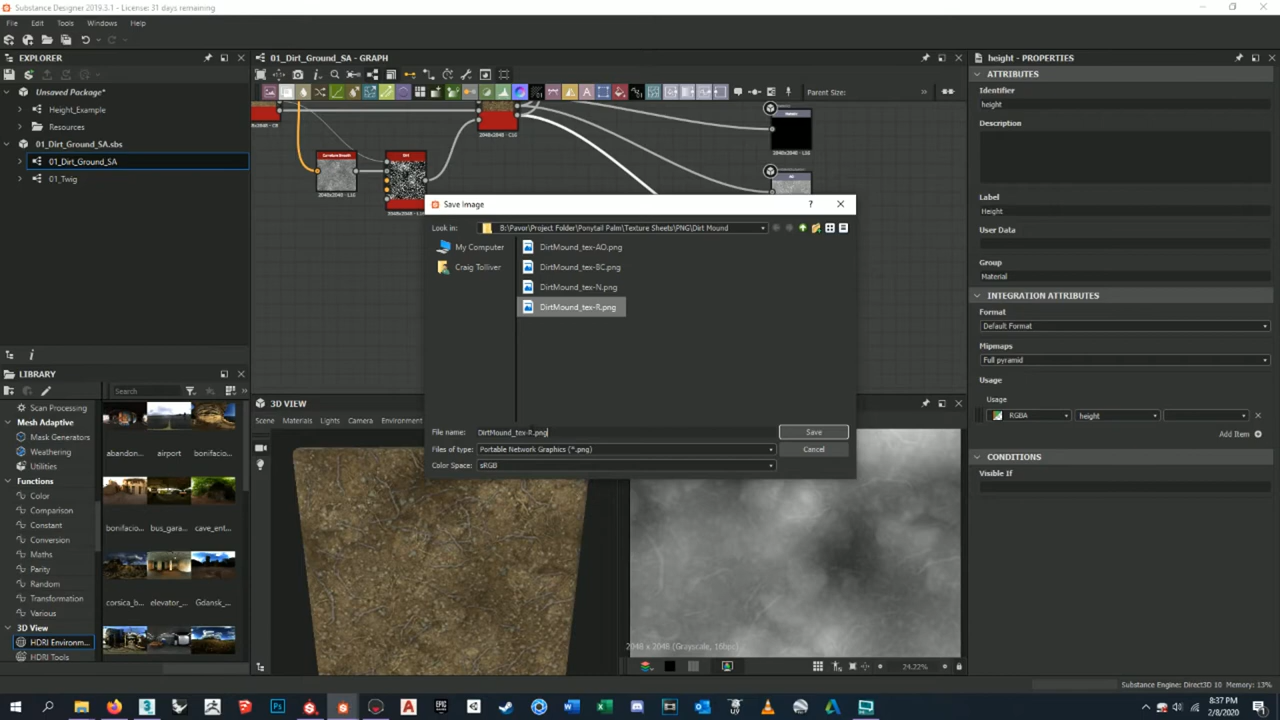 Substance Designer 2019.3.1 - License: 31 days remaining
File Edit Tools Windows Help
EXPLORER
Unsaved Package*
Height_Example
Resources
01_Dirt_Ground_SA.sbs
01_Dirt_Ground_SA
01_Twig
LIBRARY
Search
Scan Processing
Mesh Adaptive
Mask Generators
Weathering
Utilities
Functions
Color
Comparison
Constant
Conversion
Maths
Parity
Random
Transformation
Various
3D View
HDRI Environm...
HDRI Tools
abandon... airport bonifacio...
bonifacio... bus_gara... cave_ent...
corsica_b... elevator_... Gdansk_...
01_Dirt_Ground_SA - GRAPH
Parent Size:
Curvature Smooth
Dirt
AO
Save Image
Look in: B:\Pavor\Project Folder\Ponytail Palm\Texture Sheets\PNG\Dirt Mound
My Computer
Craig Tolliver
DirtMound_tex-AO.png
DirtMound_tex-BC.png
DirtMound_tex-N.png
DirtMound_tex-R.png
File name: DirtMound_tex-R.png
Save
Files of type: Portable Network Graphics (*.png)
Cancel
Color Space: sRGB
3D VIEW
Scene Materials Lights Camera Environment
2048 x 2048 (Grayscale, 16bpc)
24.22%
height - PROPERTIES
ATTRIBUTES
Identifier
height
Description
Label
Height
User Data
Group
Material
INTEGRATION ATTRIBUTES
Format
Default Format
Mipmaps
Full pyramid
Usage
Usage
RGBA height
Add Item
CONDITIONS
Visible If
Substance Engine: Direct3D 10 Memory: 13%
8:37 PM
2/8/2020